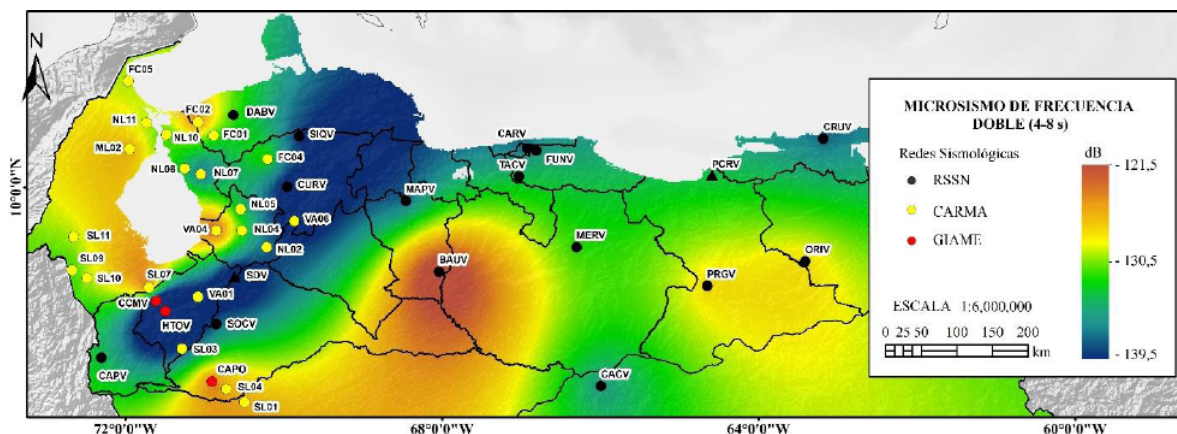 N
FC05
FC02
DABV
NL11
NL10
FC01
SIQV
ML02
FC04
NL06
NL07
CURV
CARV
FUNV
TACV
CRUV
PCRV
MAPV
NL05
VA06
VA04
NL04
NL02
SL11
SL09
SL10
SL07
SDV
CCMV
VA01
HTOV
SOCV
SL03
CAPV
CAPO
SL04
SL01
BAUV
MERV
PRGV
ORIV
CACV
10°0'0"N
72°0'0"W
68°0'0"W
64°0'0"W
60°0'0"W
MICROSISMO DE FRECUENCIA
DOBLE (4-8 s)
Redes Sismológicas
RSSN
CARMA
GIAME
dB
- 121,5
- 130,5
- 139,5
ESCALA 1:6,000,000
0 25 50 100 150 200
km